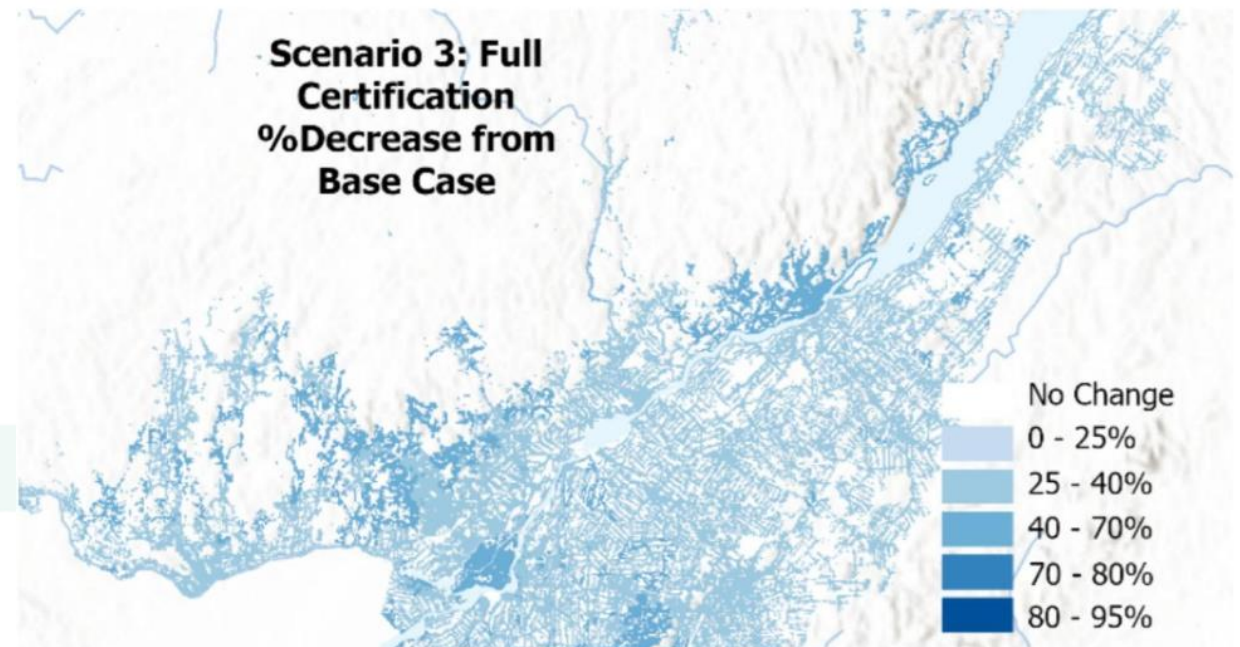 Scenario 3: Full
Certification
%Decrease from
Base Case
No Change
0 - 25%
25 - 40%
40 - 70%
70 - 80%
80 - 95%